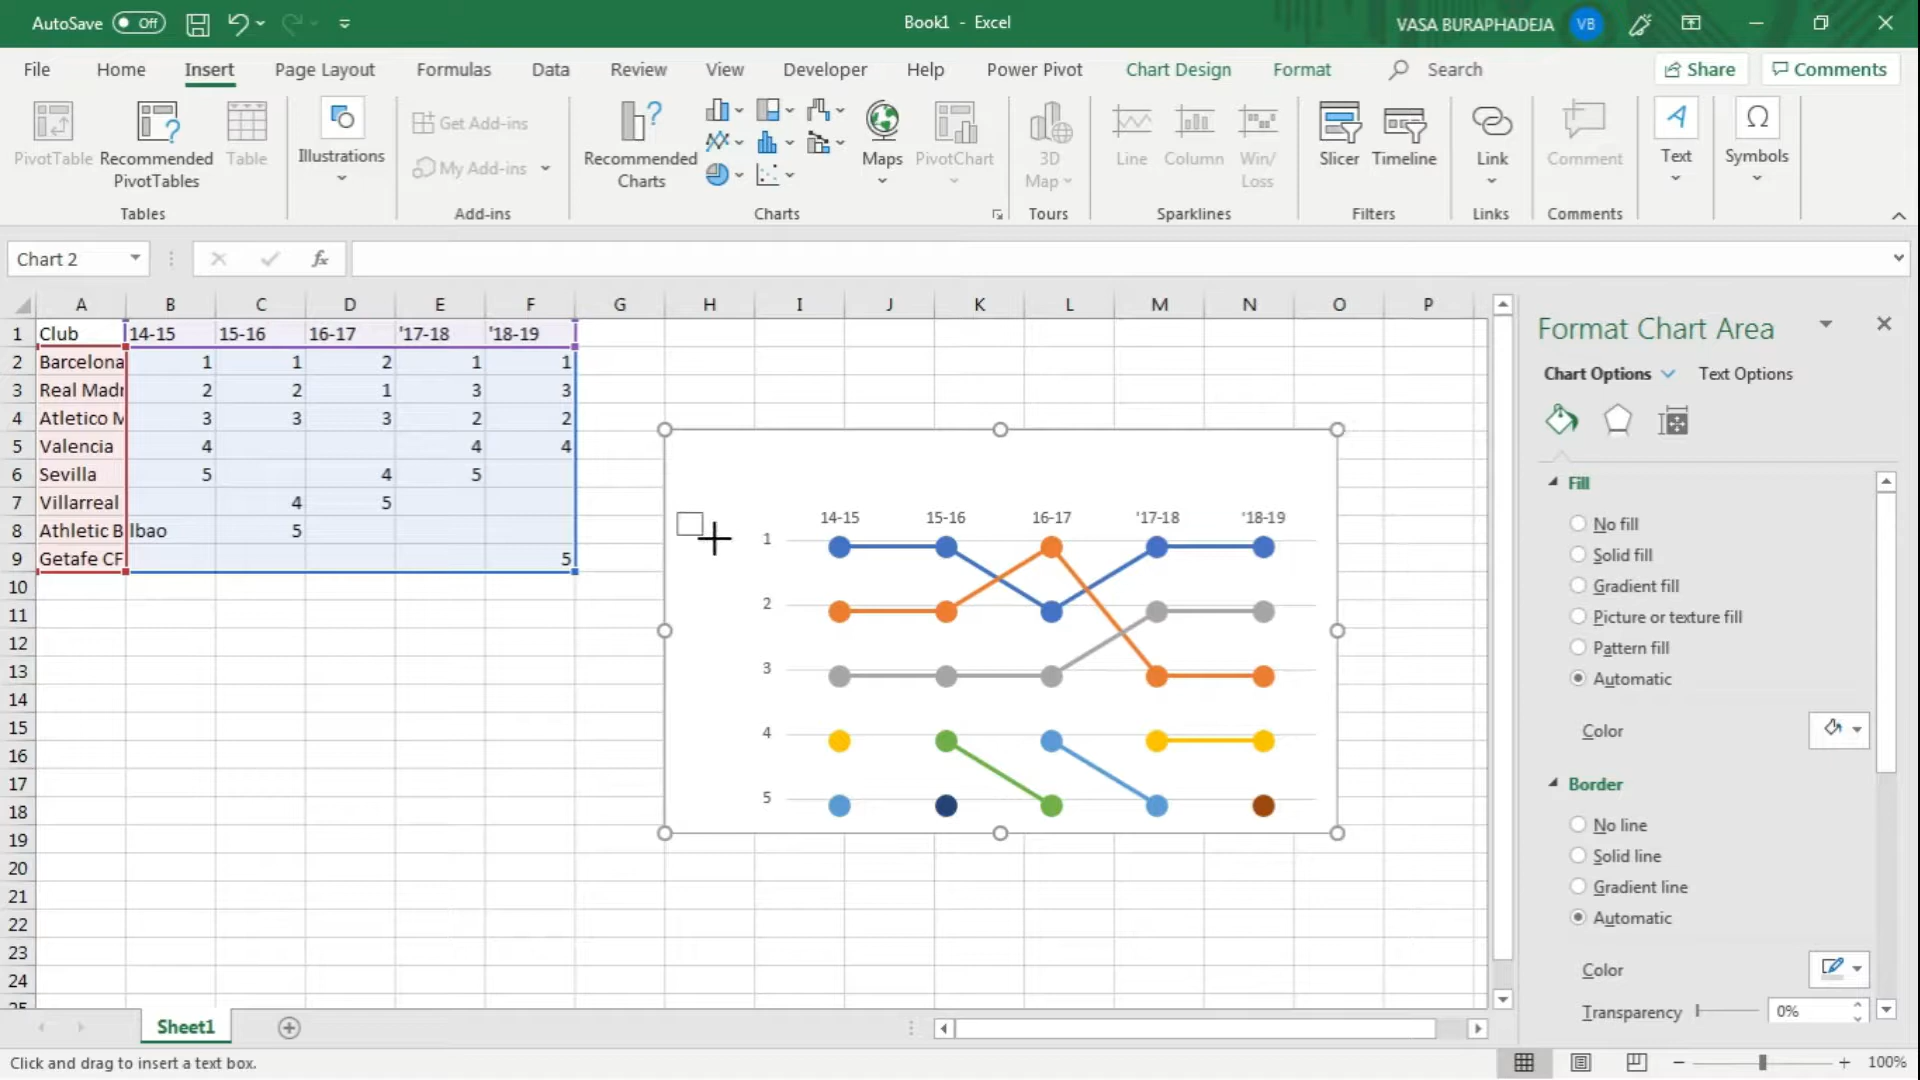 AutoSave Off
Book1 - Excel
VASA BURAPHADEJA VB
File Home Insert Page Layout Formulas Data Review View Developer Help Power Pivot Chart Design Format Search Share Comments
PivotTable
Recommended
PivotTables
Table
Tables
Illustrations
Get Add-ins
My Add-ins
Add-ins
Recommended
Charts
Maps
PivotChart
Charts
3D
Map
Tours
Line
Column
Win/
Loss
Sparklines
Slicer
Timeline
Filters
Link
Links
Comment
Comments
Text
Symbols
Chart 2
fx
A B C D E F G H I J K L M N O P
1 Club 14-15 15-16 16-17 '17-18 '18-19
2 Barcelona 1 1 2 1 1
3 Real Madr 2 2 1 3 3
4 Atletico M 3 3 3 2 2
5 Valencia 4 4 4
6 Sevilla 5 4 5
7 Villarreal 4 5
8 Athletic Bilbao 5
9 Getafe CF 5
10
11
12
13
14
15
16
17
18
19
20
21
22
23
24
25
14-15 15-16 16-17 '17-18 '18-19
1
2
3
4
5
Format Chart Area
Chart Options Text Options
Fill
No fill
Solid fill
Gradient fill
Picture or texture fill
Pattern fill
Automatic
Color
Border
No line
Solid line
Gradient line
Automatic
Color
Transparency 0%
Sheet1
Click and drag to insert a text box.
100%